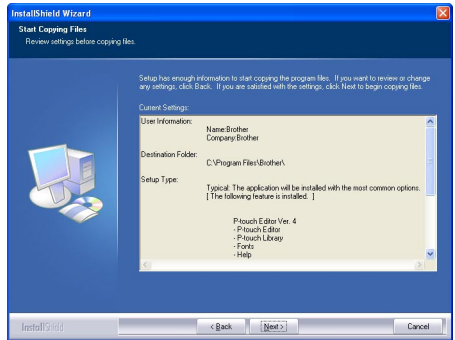 InstallShield Wizard
Start Copying Files
Review settings before copying files.
Setup has enough information to start copying the program files. If you want to review or change
any settings, click Back. If you are satisfied with the settings, click Next to begin copying files.
Current Settings:
User Information:
Name:Brother
Company:Brother
Destination Folder:
C:\Program Files\Brother\
Setup Type:
Typical: The application will be installed with the most common options.
[ The following feature is installed. ]
P-touch Editor Ver. 4
- P-touch Editor
- P-touch Library
- Fonts
- Help
InstallShield
< Back
Next >
Cancel